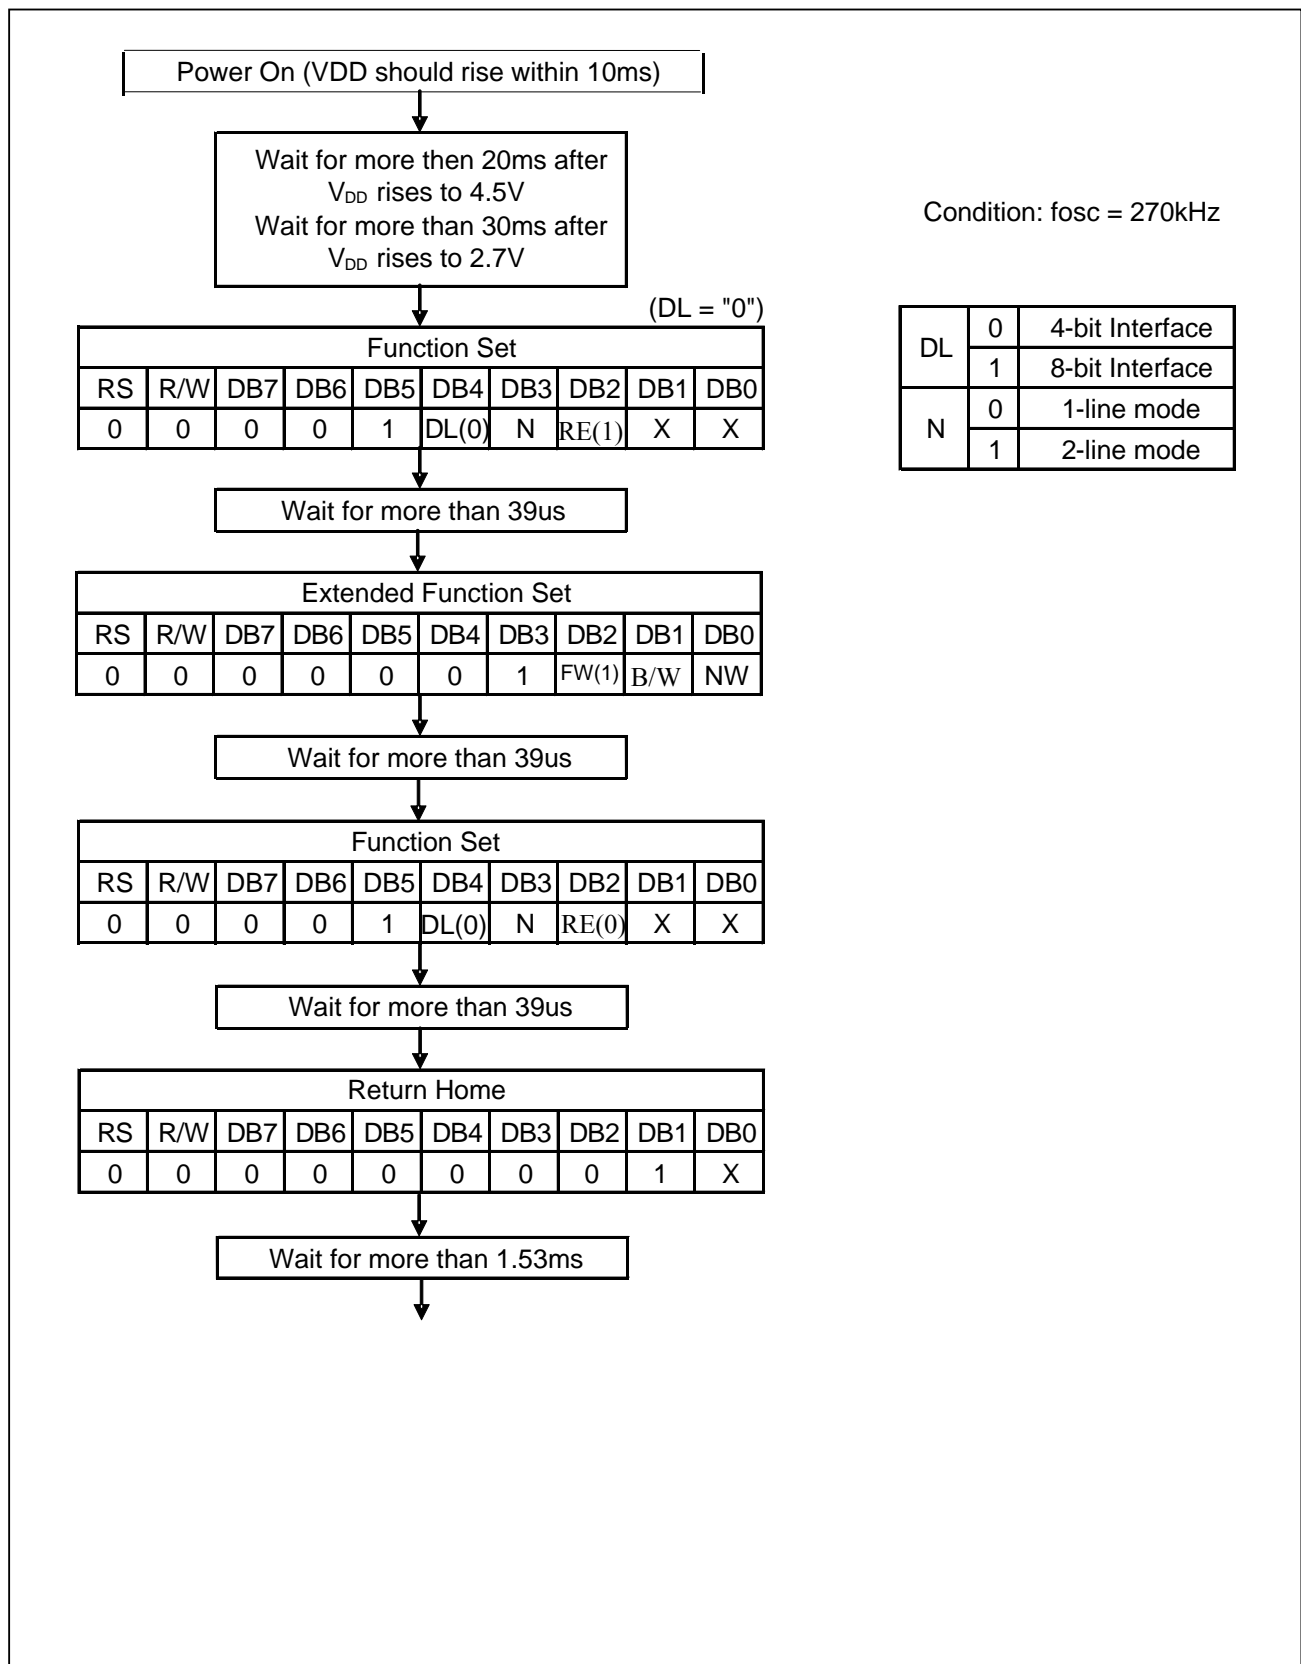 Power On (VDD should rise within 10ms)
Wait for more then 20ms after
VDD rises to 4.5V
Wait for more than 30ms after
VDD rises to 2.7V
Condition: fosc = 270kHz
(DL = "0")
Function Set
RS R/W DB7 DB6 DB5 DB4 DB3 DB2 DB1 DB0
0 0 0 0 1 DL(0) N RE(1) X X
DL 0 4-bit Interface
1 8-bit Interface
N 0 1-line mode
1 2-line mode
Wait for more than 39us
Extended Function Set
RS R/W DB7 DB6 DB5 DB4 DB3 DB2 DB1 DB0
0 0 0 0 0 0 1 FW(1) B/W NW
Wait for more than 39us
Function Set
RS R/W DB7 DB6 DB5 DB4 DB3 DB2 DB1 DB0
0 0 0 0 1 DL(0) N RE(0) X X
Wait for more than 39us
Return Home
RS R/W DB7 DB6 DB5 DB4 DB3 DB2 DB1 DB0
0 0 0 0 0 0 0 0 1 X
Wait for more than 1.53ms